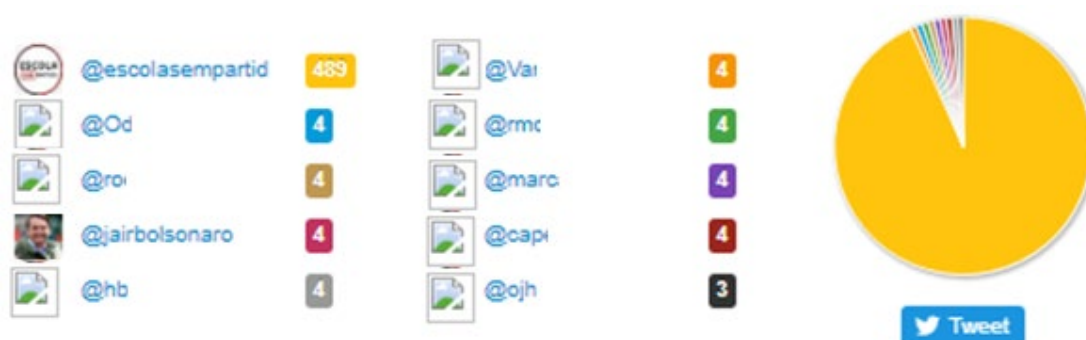 ESCOLA
@escolasempartid 489
@Od 4
@ro 4
@jairbolsonaro 4
@hb 4
@Var 4
@rmc 4
@marc 4
@cap 4
@ojh 3
Tweet